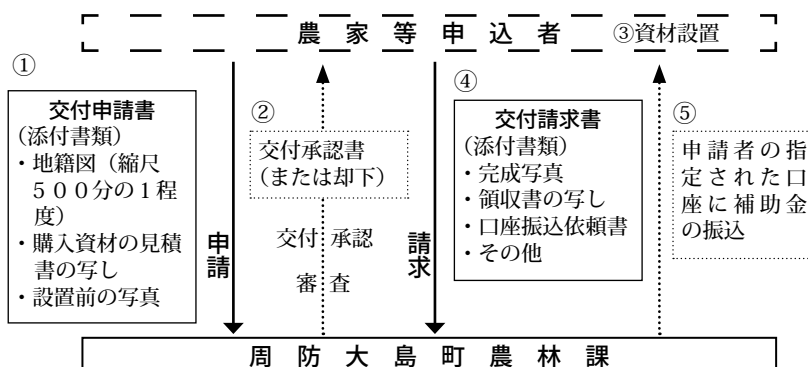 農家等申込者
③資材設置
①
交付申請書
(添付書類)
・地籍図（縮尺
５００分の１程
度）
・購入資材の見積
書の写し
・設置前の写真
申請
②
交付承認書
（または却下）
交付承認
審査
請求
④
交付請求書
(添付書類)
・完成写真
・領収書の写し
・口座振込依頼書
・その他
⑤
申請者の指
定された口
座に補助金
の振込
周防大島町農林課